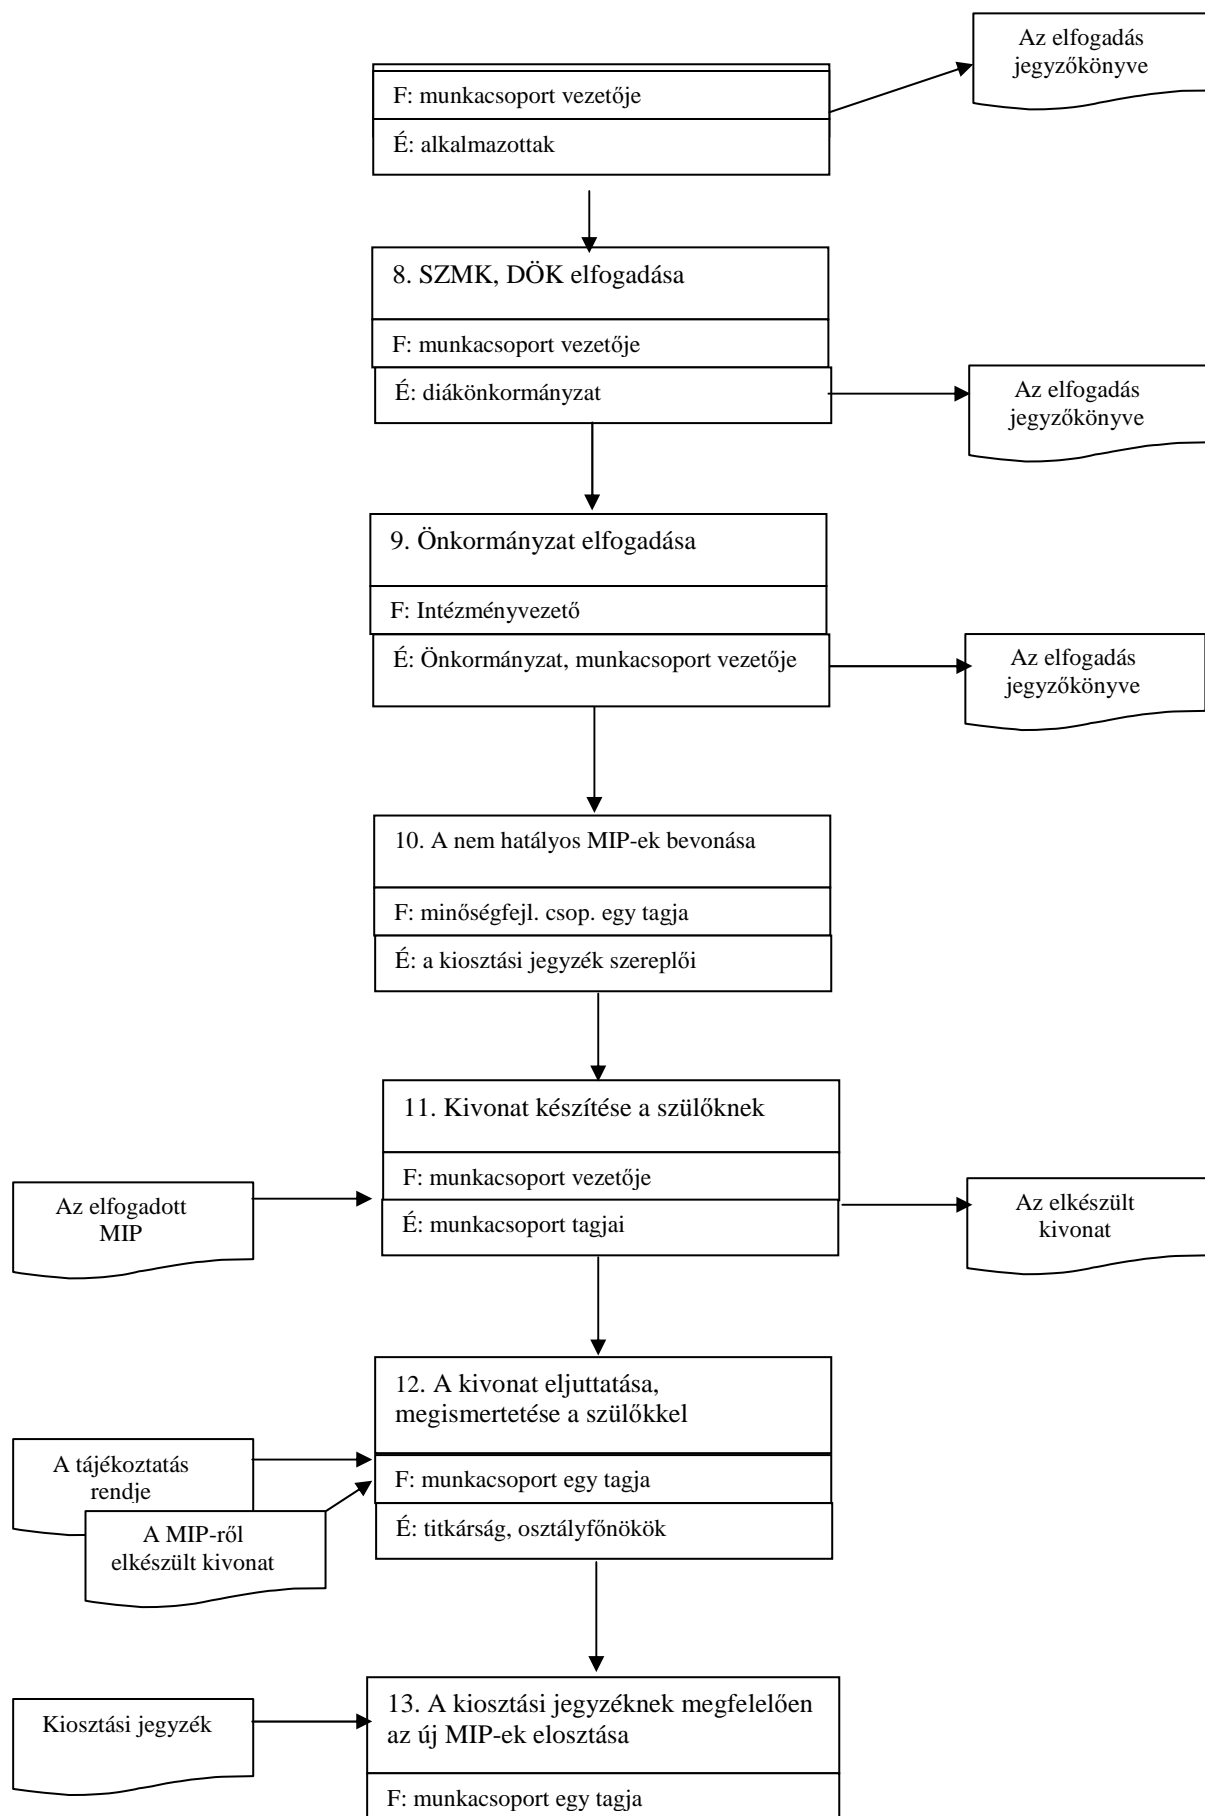 Az elfogadás
jegyzőkönyve
F: munkacsoport vezetője
É: alkalmazottak
8. SZMK, DÖK elfogadása
F: munkacsoport vezetője
É: diákönkormányzat
Az elfogadás
jegyzőkönyve
9. Önkormányzat elfogadása
F: Intézményvezető
É: Önkormányzat, munkacsoport vezetője
Az elfogadás
jegyzőkönyve
10. A nem hatályos MIP-ek bevonása
F: minőségfejl. csop. egy tagja
É: a kiosztási jegyzék szereplői
11. Kivonat készítése a szülőknek
F: munkacsoport vezetője
É: munkacsoport tagjai
Az elfogadott
MIP
Az elkészült
kivonat
12. A kivonat eljuttatása,
megismertetése a szülőkkel
F: munkacsoport egy tagja
É: titkárság, osztályfőnökök
A tájékoztatás
rendje
A MIP-ről
elkészült kivonat
13. A kiosztási jegyzéknek megfelelően
az új MIP-ek elosztása
F: munkacsoport egy tagja
Kiosztási jegyzék